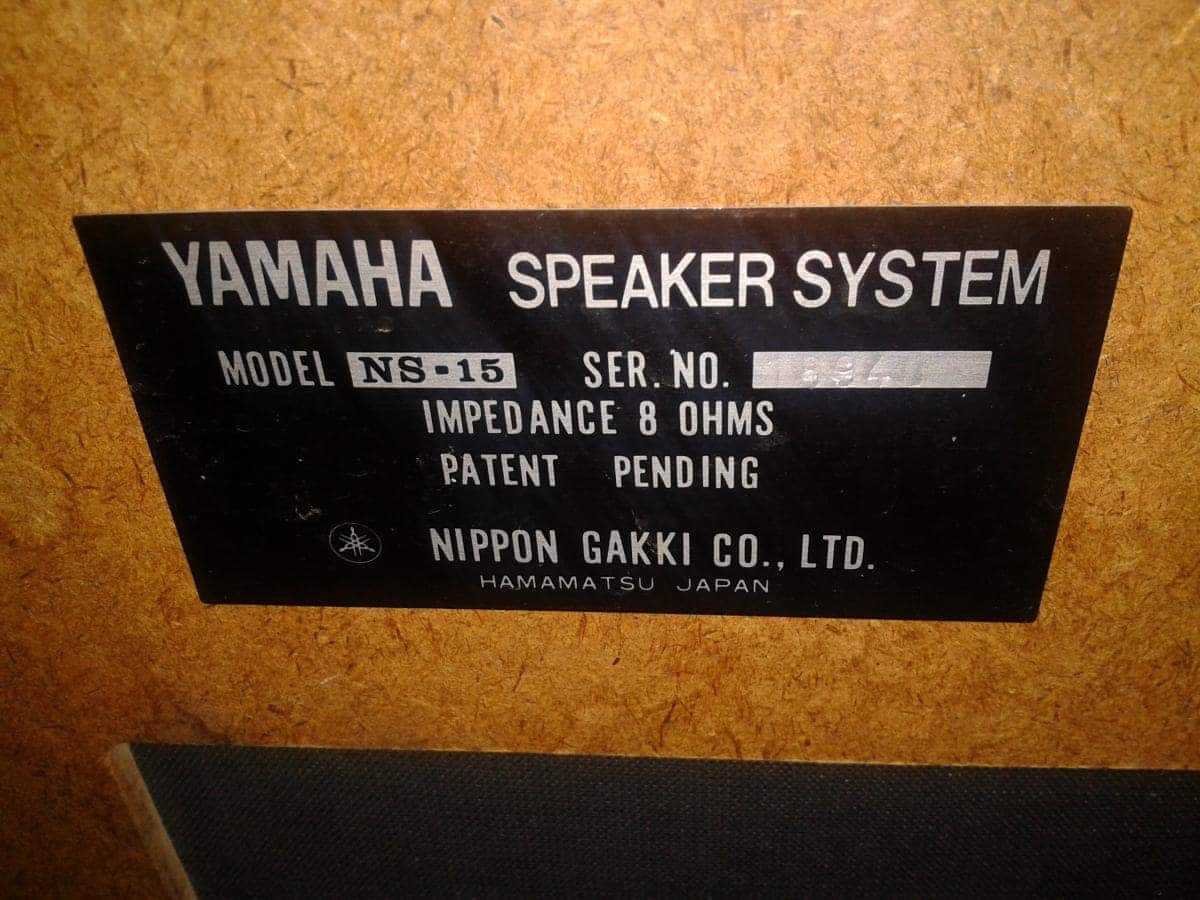 YAMAHA SPEAKER SYSTEM
MODEL NS-15 SER. NO.
IMPEDANCE 8 OHMS
PATENT PENDING
NIPPON GAKKI CO., LTD.
HAMAMATSU JAPAN